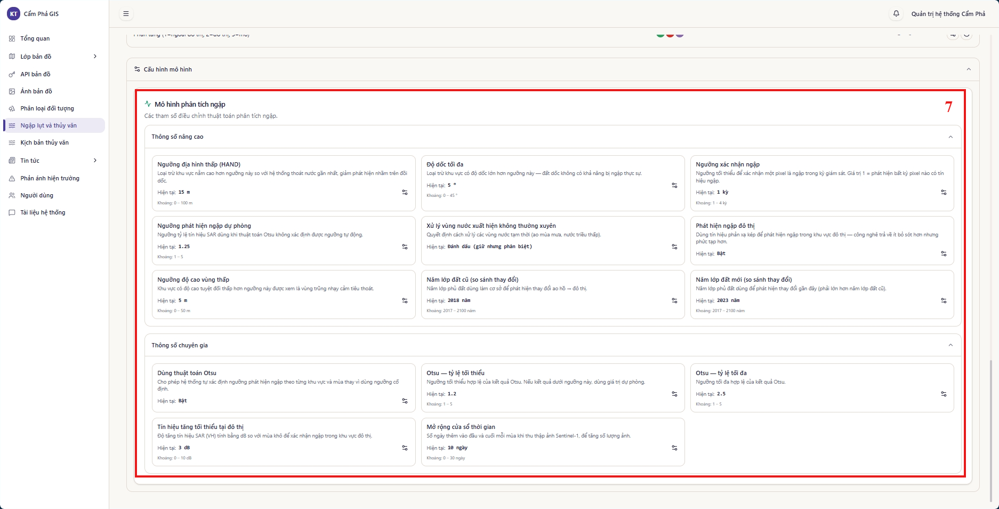 KT Cẩm Phả GIS
Quản trị hệ thống Cẩm Phả
Tổng quan
Lớp bản đồ
API bản đồ
Ảnh bản đồ
Phân loại đối tượng
Ngập lụt và thủy văn
Kịch bản thủy văn
Tin tức
Phản ánh hiện trường
Người dùng
Tài liệu hệ thống
Phân tầng (1=ngoài đô thị, 2=đô thị, 3=mỏ)
Cấu hình mô hình
Mô hình phân tích ngập
7
Các tham số điều chỉnh thuật toán phân tích ngập.
Thông số nâng cao
Ngưỡng địa hình thấp (HAND)
Loại trừ khu vực nằm cao hơn ngưỡng này so với hệ thống thoát nước gần nhất, giảm phát hiện nhầm trên đồi
dốc.
Hiện tại: 15 m
Khoảng: 0 – 100 m
Độ dốc tối đa
Loại trừ khu vực có độ dốc lớn hơn ngưỡng này — đất dốc không có khả năng bị ngập thực sự.
Hiện tại: 5 °
Khoảng: 0 – 45 °
Ngưỡng xác nhận ngập
Ngưỡng tối thiểu để xác nhận một pixel là ngập trong kỳ giám sát. Giá trị 1 = phát hiện bất kỳ pixel nào có tín
hiệu ngập.
Hiện tại: 1 kỳ
Khoảng: 1 – 4 kỳ
Ngưỡng phát hiện ngập dự phòng
Ngưỡng tỷ lệ tín hiệu SAR dùng khi thuật toán Otsu không xác định được ngưỡng tự động.
Hiện tại: 1.25
Khoảng: 1 – 5
Xử lý vùng nước xuất hiện không thường xuyên
Quyết định cách xử lý các vùng nước tạm thời (ao mùa mưa, nước triều thấp).
Hiện tại: Đánh dấu (giữ nhưng phân biệt)
Phát hiện ngập đô thị
Dùng tín hiệu phản xạ kép để phát hiện ngập trong khu vực đô thị — công nghệ trả về ít bỏ sót hơn nhưng
phức tạp hơn.
Hiện tại: Bật
Ngưỡng độ cao vùng thấp
Khu vực có độ cao tuyệt đối thấp hơn ngưỡng này được xem là vùng trũng nhạy cảm tiêu thoát.
Hiện tại: 5 m
Khoảng: 0 – 50 m
Năm lớp đất cũ (so sánh thay đổi)
Năm lớp phủ đất dùng làm cơ sở để phát hiện thay đổi ao hồ → đô thị.
Hiện tại: 2018 năm
Khoảng: 2017 – 2100 năm
Năm lớp đất mới (so sánh thay đổi)
Năm lớp phủ đất dùng để phát hiện thay đổi gần đây (phải lớn hơn năm lớp đất cũ).
Hiện tại: 2023 năm
Khoảng: 2017 – 2100 năm
Thông số chuyên gia
Dùng thuật toán Otsu
Cho phép hệ thống tự xác định ngưỡng phát hiện ngập theo từng khu vực và mùa thay vì dùng ngưỡng cố
định.
Hiện tại: Bật
Otsu — tỷ lệ tối thiểu
Ngưỡng tối thiểu hợp lệ của kết quả Otsu. Nếu kết quả dưới ngưỡng này, dùng giá trị dự phòng.
Hiện tại: 1.2
Khoảng: 1 – 5
Otsu — tỷ lệ tối đa
Ngưỡng tối đa hợp lệ của kết quả Otsu.
Hiện tại: 2.5
Khoảng: 1 – 5
Tín hiệu tăng tối thiểu tại đô thị
Độ tăng tín hiệu SAR (VH) tính bằng dB so với mùa khô để xác nhận ngập trong khu vực đô thị.
Hiện tại: 3 dB
Khoảng: 0 – 10 dB
Mở rộng cửa sổ thời gian
Số ngày thêm vào đầu và cuối mỗi mùa khi thu thập ảnh Sentinel-1, để tăng số lượng ảnh.
Hiện tại: 10 ngày
Khoảng: 0 – 30 ngày